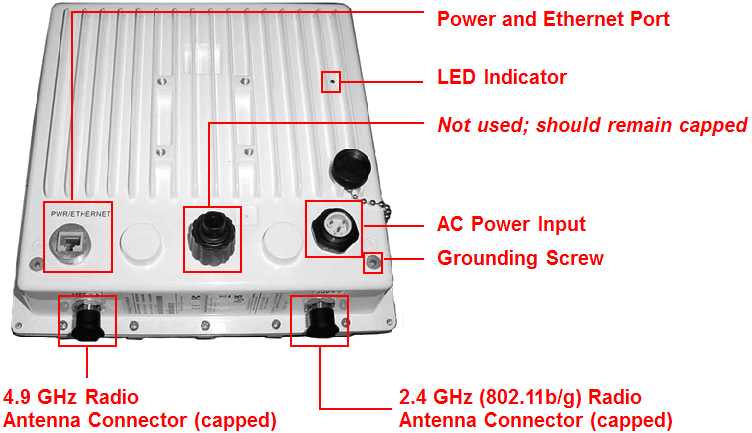 Power and Ethernet Port
LED Indicator
Not used; should remain capped
PWR/ETHERNET
AC Power Input
Grounding Screw
4.9 GHz Radio
Antenna Connector (capped)
2.4 GHz (802.11b/g) Radio
Antenna Connector (capped)